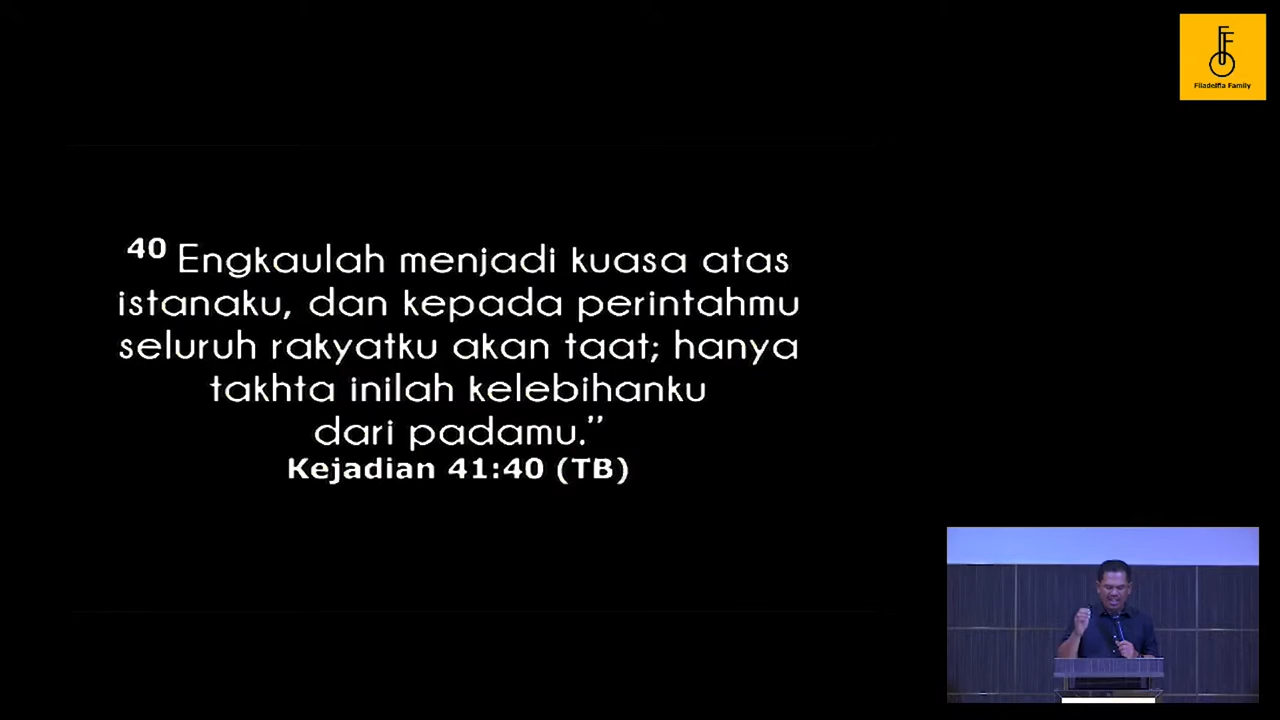 Filadelfia Family
40 Engkaulah menjadi kuasa atas
istanaku, dan kepada perintahmu
seluruh rakyatku akan taat; hanya
takhta inilah kelebihanku
dari padamu.”
Kejadian 41:40 (TB)